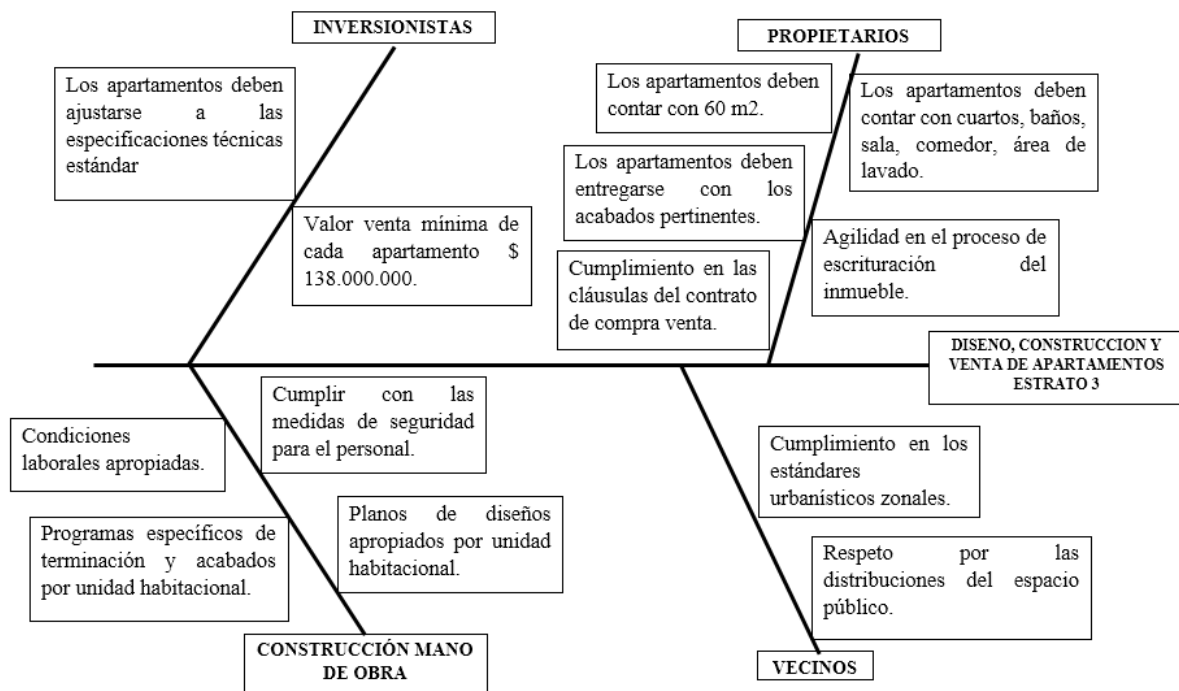 INVERSIONISTAS
Los apartamentos deben
ajustarse a las
especificaciones técnicas
estándar
Valor venta mínima de
cada apartamento $
138.000.000.
PROPIETARIOS
Los apartamentos deben
contar con 60 m2.
Los apartamentos deben
contar con cuartos, baños,
sala, comedor, área de
lavado.
Los apartamentos deben
entregarse con los
acabados pertinentes.
Agilidad en el proceso de
escrituración del
inmueble.
Cumplimiento en las
cláusulas del contrato
de compra venta.
DISENO, CONSTRUCCION Y
VENTA DE APARTAMENTOS
ESTRATO 3
Cumplir con las
medidas de seguridad
para el personal.
Condiciones
laborales apropiadas.
Planos de diseños
apropiados por unidad
habitacional.
Programas específicos de
terminación y acabados
por unidad habitacional.
CONSTRUCCIÓN MANO
DE OBRA
Cumplimiento en los
estándares
urbanísticos zonales.
Respeto por las
distribuciones del espacio
público.
VECINOS